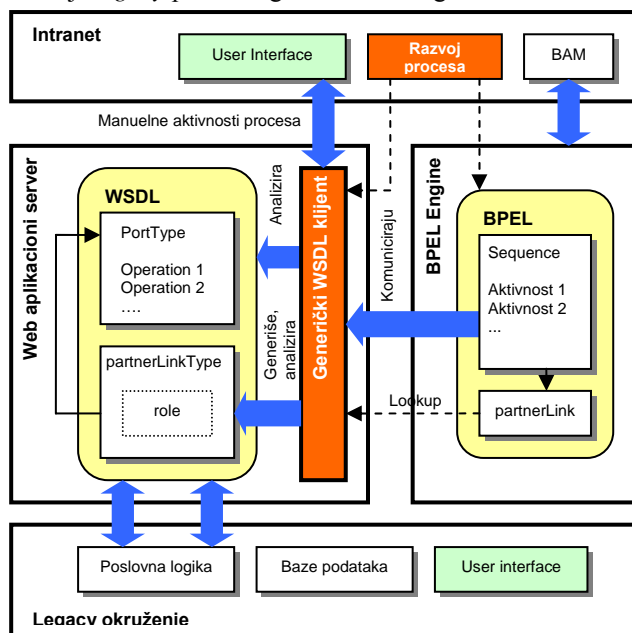 Intranet
User Interface
Razvoj
procesa
BAM
Manuelne aktivnosti procesa
Web aplikacioni server
WSDL
PortType
Operation 1
Operation 2
....
partnerLinkType
role
Analizira
Generiše,
analizira
Generički WSDL klijent
Komuniciraju
Lookup
BPEL Engine
BPEL
Sequence
Aktivnost 1
Aktivnost 2
...
partnerLink
Poslovna logika
Baze podataka
User interface
Legacy okruženje